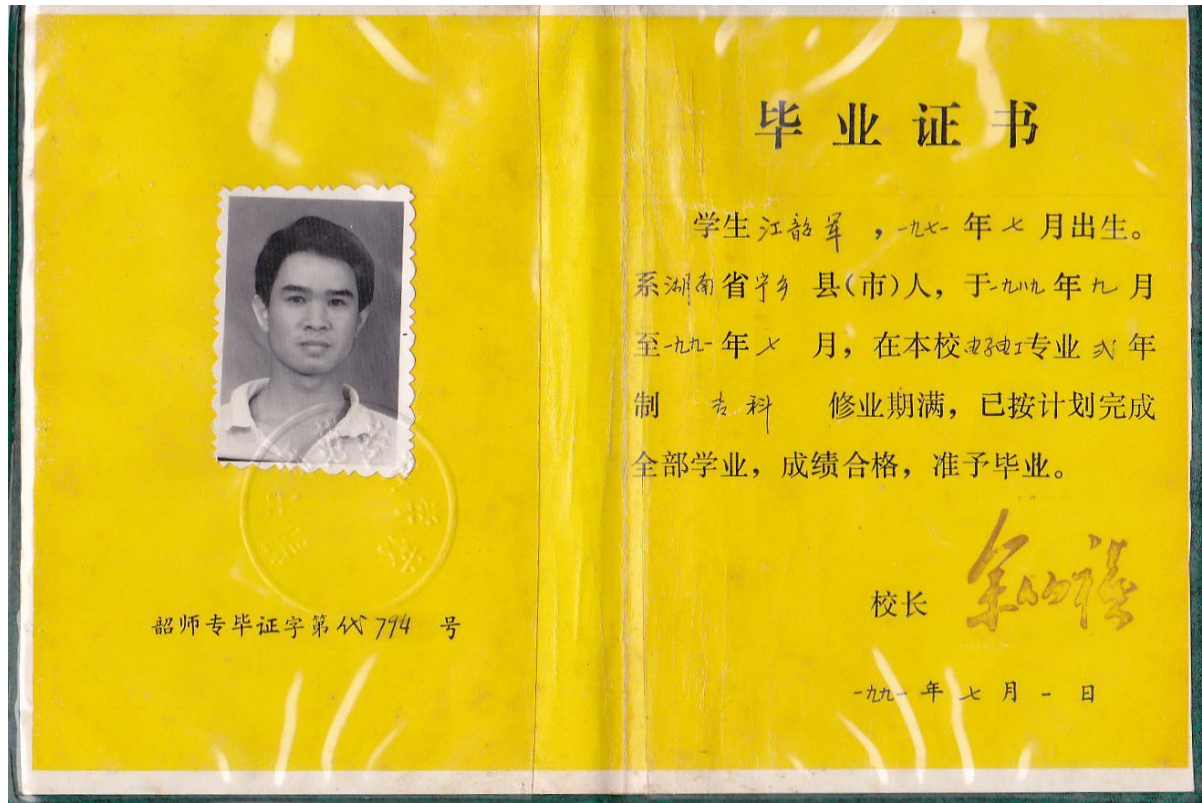 韶师专毕证字第代794号
毕业证书
学生江韶军，一九七一年七月出生。
系湖南省宁乡县(市)人，于一九八九年九月
至一九九一年七月，在本校电子电工专业贰年
制专科修业期满，已按计划完成
全部学业，成绩合格，准予毕业。
校长
一九九一年七月一日